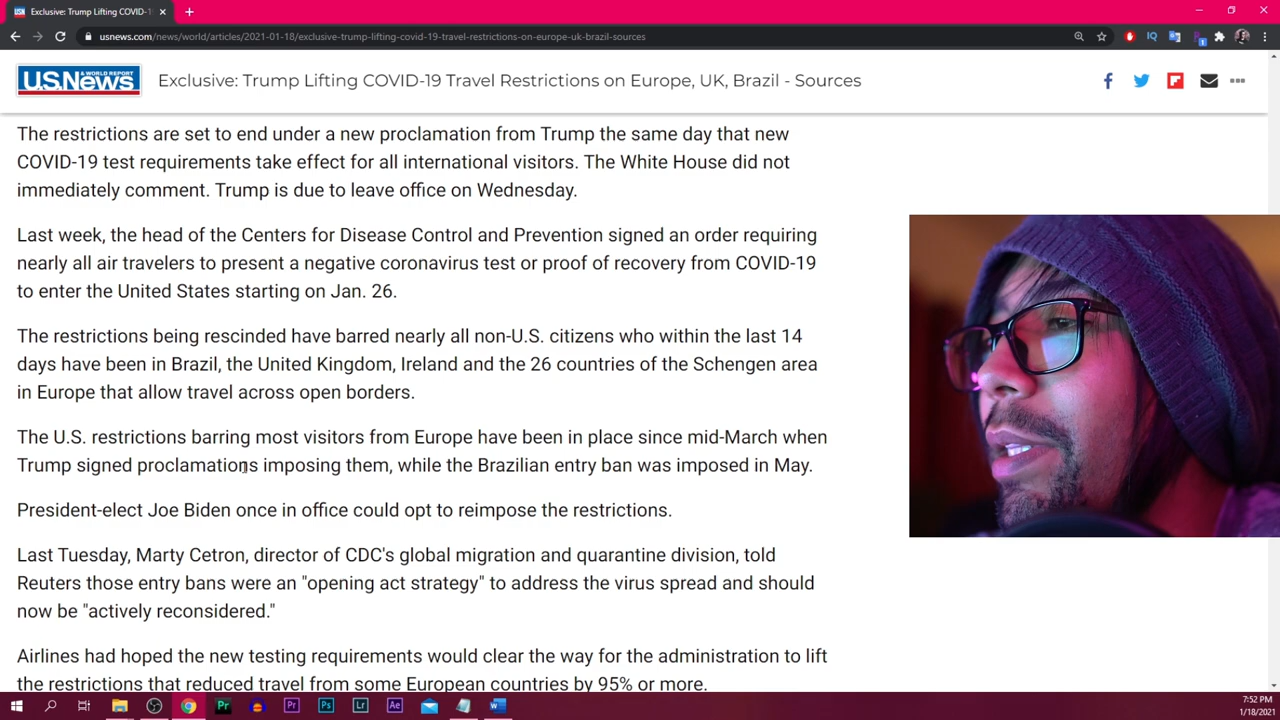 Exclusive: Trump Lifting COVID-1
usnews.com/news/world/articles/2021-01-18/exclusive-trump-lifting-covid-19-travel-restrictions-on-europe-uk-brazil-sources
U.S. News & WORLD REPORT
Exclusive: Trump Lifting COVID-19 Travel Restrictions on Europe, UK, Brazil - Sources
The restrictions are set to end under a new proclamation from Trump the same day that new
COVID-19 test requirements take effect for all international visitors. The White House did not
immediately comment. Trump is due to leave office on Wednesday.
Last week, the head of the Centers for Disease Control and Prevention signed an order requiring
nearly all air travelers to present a negative coronavirus test or proof of recovery from COVID-19
to enter the United States starting on Jan. 26.
The restrictions being rescinded have barred nearly all non-U.S. citizens who within the last 14
days have been in Brazil, the United Kingdom, Ireland and the 26 countries of the Schengen area
in Europe that allow travel across open borders.
The U.S. restrictions barring most visitors from Europe have been in place since mid-March when
Trump signed proclamations imposing them, while the Brazilian entry ban was imposed in May.
President-elect Joe Biden once in office could opt to reimpose the restrictions.
Last Tuesday, Marty Cetron, director of CDC's global migration and quarantine division, told
Reuters those entry bans were an "opening act strategy" to address the virus spread and should
now be "actively reconsidered."
Airlines had hoped the new testing requirements would clear the way for the administration to lift
the restrictions that reduced travel from some European countries by 95% or more.
7:52 PM
1/18/2021